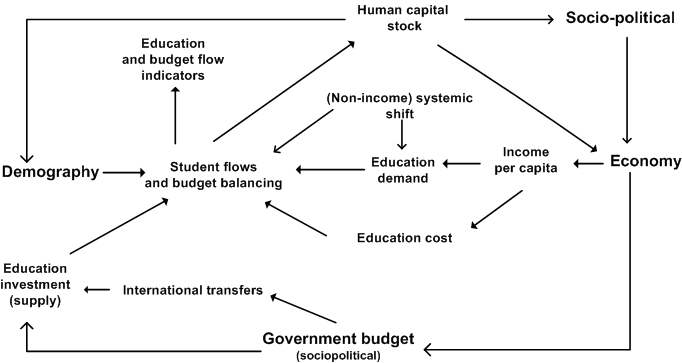 Human capital
stock
Socio-political
Education
and budget flow
indicators
(Non-income) systemic
shift
Demography
Student flows
and budget balancing
Education
demand
Income
per capita
Economy
Education cost
Education
investment
(supply)
International transfers
Government budget
(sociopolitical)